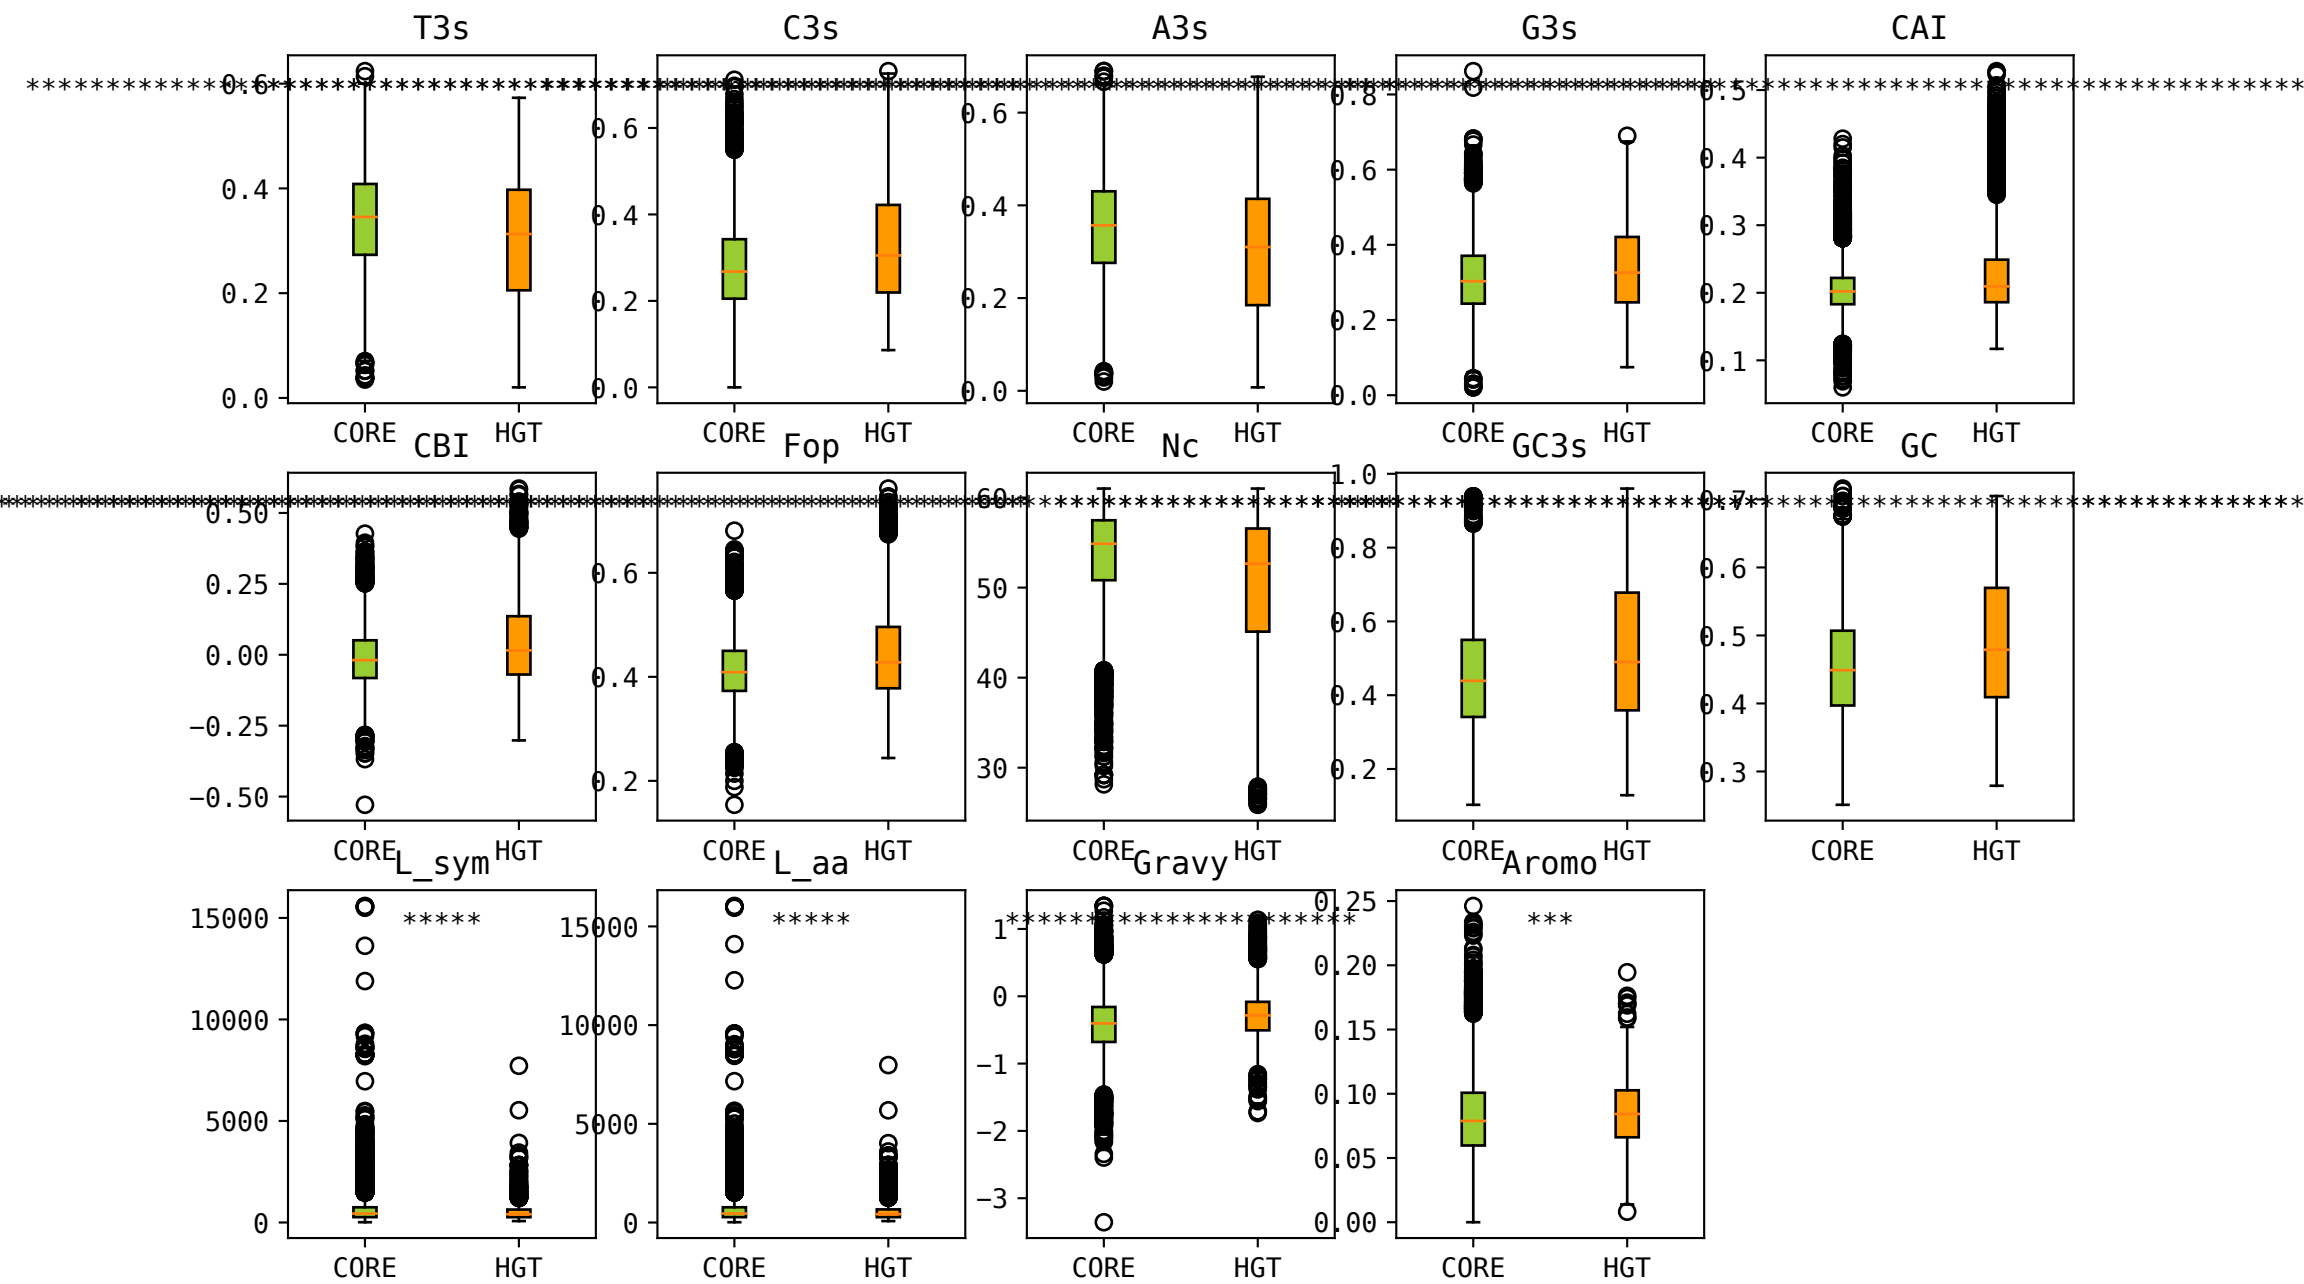 T3s C3s A3s G3s CAI
0.6 0.4 0.2 0.0
0.6 0.4 0.2 0.0
0.6 0.4 0.2 0.0
0.8 0.6 0.4 0.2 0.0
0.5 0.4 0.3 0.2 0.1
CORE HGT CORE HGT CORE HGT CORE HGT CORE HGT
CBI Fop Nc GC3s GC
0.50 0.25 0.00 −0.25 −0.50
0.6 0.4 0.2
60 50 40 30
1.0 0.8 0.6 0.4 0.2
0.7 0.6 0.5 0.4 0.3
CORE HGT CORE HGT CORE HGT CORE HGT CORE HGT
L_sym L_aa Gravy Aromo
***** ***** ***
15000 10000 5000 0
15000 10000 5000 0
1 0 −1 −2 −3
0.25 0.20 0.15 0.10 0.05 0.00
CORE HGT CORE HGT CORE HGT CORE HGT